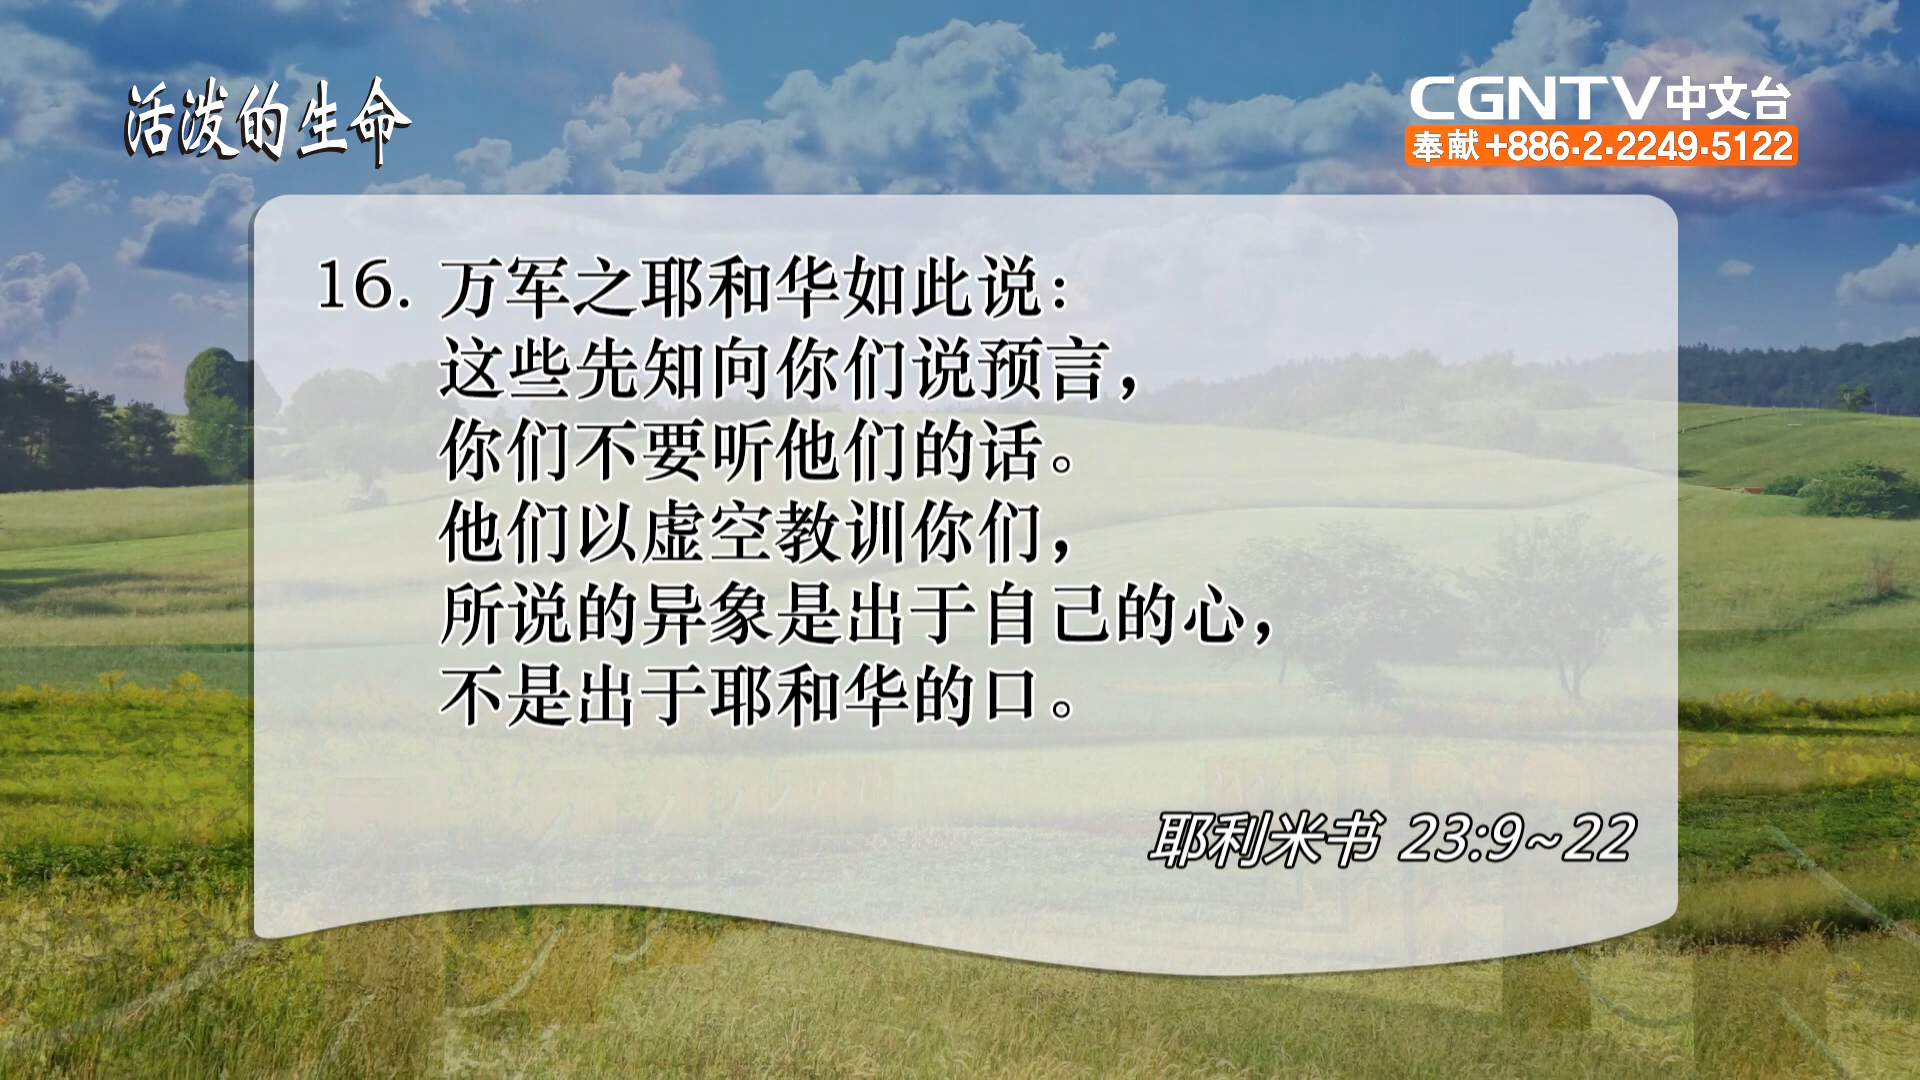 活泼的生命
CGNTV中文台
奉献+886·2·2249·5122
16. 万军之耶和华如此说：
这些先知向你们说预言，
你们不要听他们的话。
他们以虚空教训你们，
所说的异象是出于自己的心，
不是出于耶和华的口。
耶利米书 23:9~22